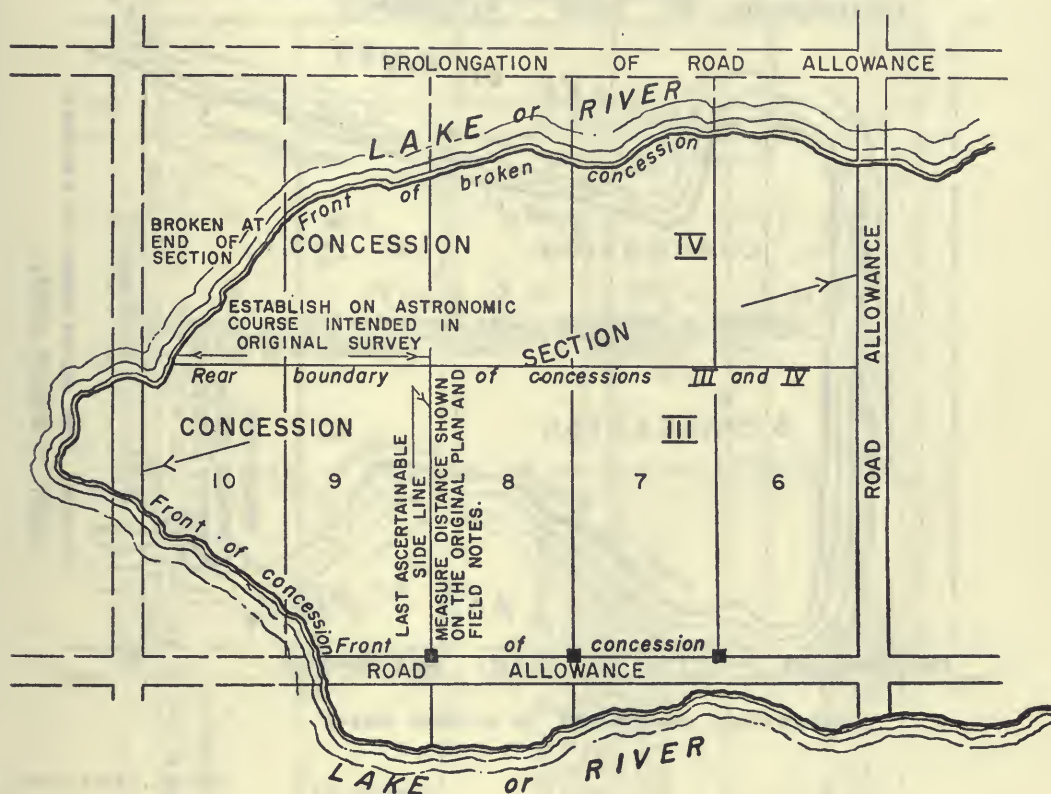 PROLONGATION OF ROAD ALLOWANCE
LAKE or RIVER
Front of broken concession
BROKEN AT
END OF
SECTION
CONCESSION
IV
ESTABLISH ON ASTRONOMIC
COURSE INTENDED IN
ORIGINAL SURVEY
SECTION
Rear boundary of concessions III and IV
CONCESSION
III
10 9 8 7 6
LAST ASCERTAINABLE
SIDE LINE
MEASURE DISTANCE SHOWN
ON THE ORIGINAL PLAN AND
FIELD NOTES.
ROAD ALLOWANCE
Front of concession
Front of concession
ROAD ALLOWANCE
LAKE or RIVER